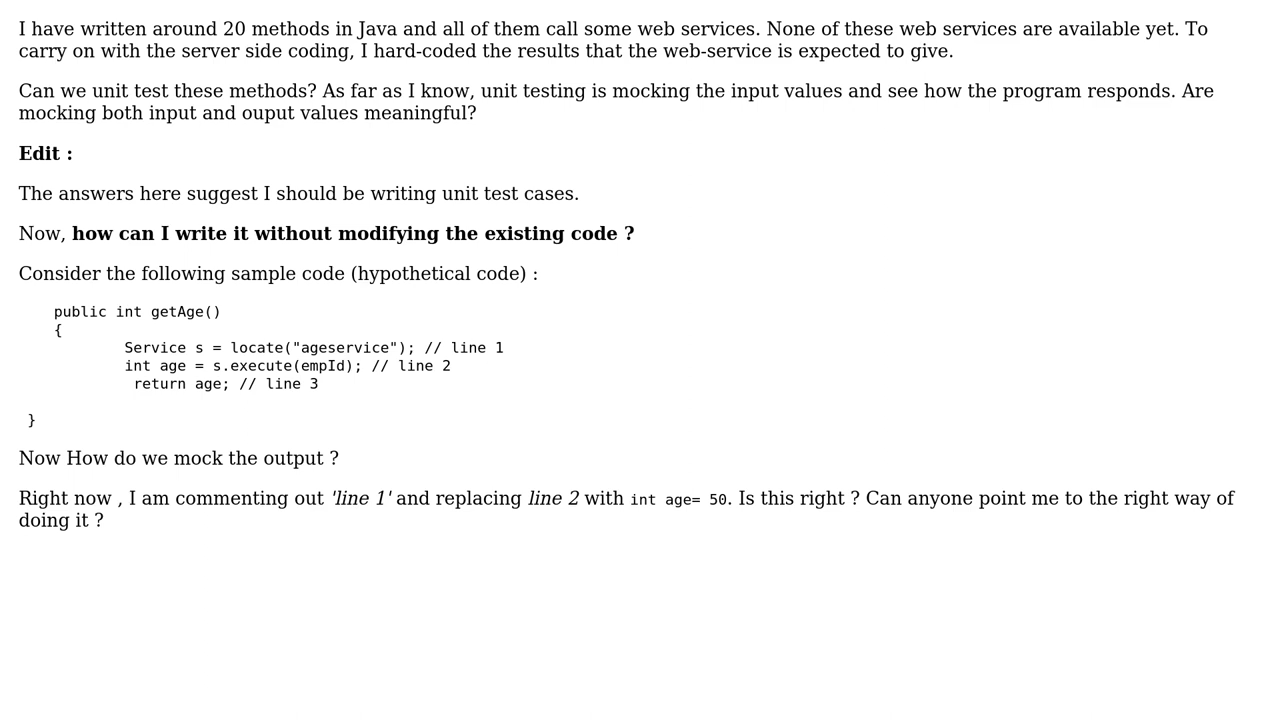 I have written around 20 methods in Java and all of them call some web services. None of these web services are available yet. To
carry on with the server side coding, I hard-coded the results that the web-service is expected to give.
Can we unit test these methods? As far as I know, unit testing is mocking the input values and see how the program responds. Are
mocking both input and ouput values meaningful?
Edit :
The answers here suggest I should be writing unit test cases.
Now, how can I write it without modifying the existing code ?
Consider the following sample code (hypothetical code) :
public int getAge()
{
Service s = locate("ageservice"); // line 1
int age = s.execute(empId); // line 2
return age; // line 3
}
Now How do we mock the output ?
Right now , I am commenting out 'line 1' and replacing line 2 with int age= 50. Is this right ? Can anyone point me to the right way of
doing it ?